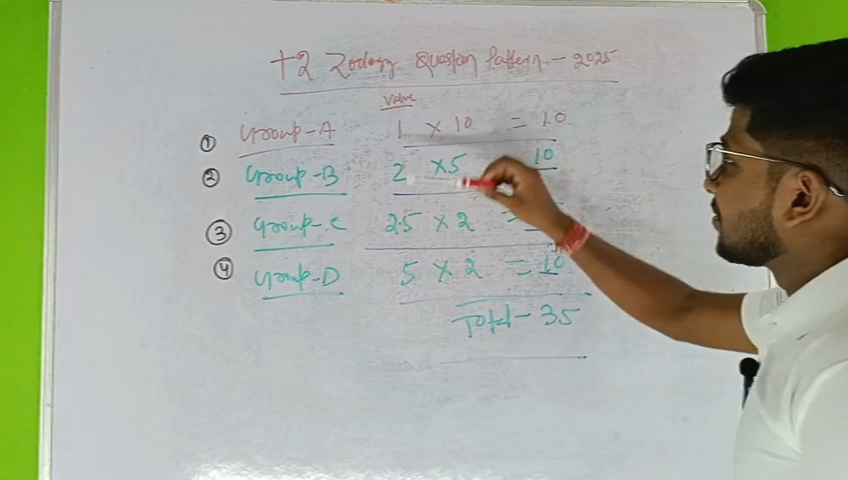 +2 Zoology Question Pattern - 2025
Value
① Group-A 1 × 10 = 10
② Group-B 2 × 5 10
③ Group-C 2.5 × 2 =
④ Group-D 5 × 2 = 10
Total - 35